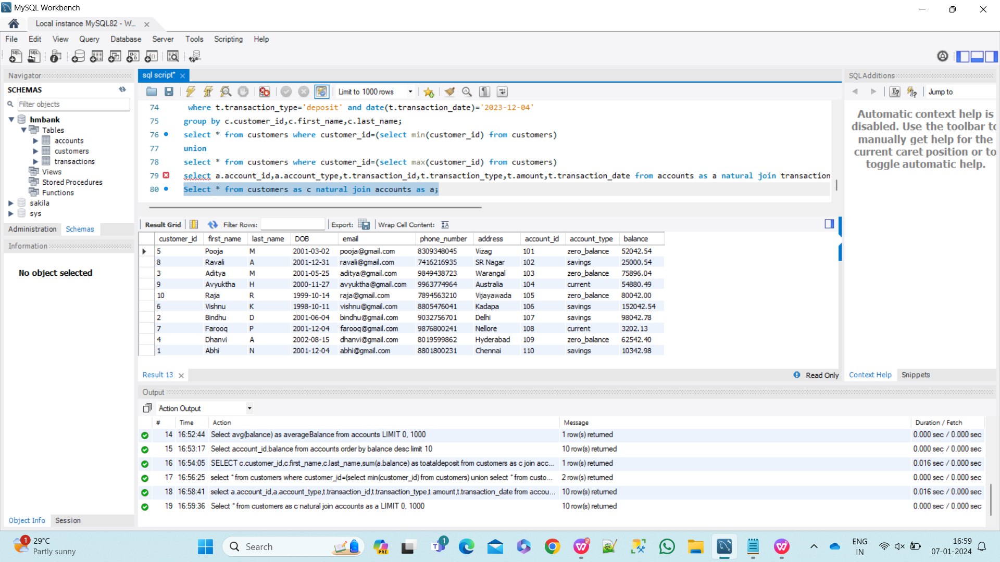 MySQL Workbench
Local instance MySQL82 - W...
File Edit View Query Database Server Tools Scripting Help
Navigator
SCHEMAS
Filter objects
hmbank
Tables
accounts
customers
transactions
Views
Stored Procedures
Functions
sakila
sys
Administration Schemas
Information
No object selected
Object Info Session
sql script*
Limit to 1000 rows
74 where t.transaction_type='deposit' and date(t.transaction_date)='2023-12-04'
75 group by c.customer_id,c.first_name,c.last_name;
76 select * from customers where customer_id=(select min(customer_id) from customers)
77 union
78 select * from customers where customer_id=(select max(customer_id) from customers)
79 select a.account_id,a.account_type,t.transaction_id,t.transaction_type,t.amount,t.transaction_date from accounts as a natural join transaction
80 Select * from customers as c natural join accounts as a;
Result Grid Filter Rows: Export: Wrap Cell Content:
customer_id first_name last_name DOB email phone_number address account_id account_type balance
5 Pooja M 2001-03-02 pooja@gmail.com 8309348045 Vizag 101 zero_balance 52042.54
8 Ravali A 2001-12-31 ravali@gmail.com 7416216935 SR Nagar 102 savings 25000.54
3 Aditya M 2001-05-25 aditya@gmail.com 9849438723 Warangal 103 zero_balance 75896.04
9 Avyuktha H 2000-11-27 avyuktha@gmail.com 9963774964 Australia 104 current 54880.49
10 Raja R 1999-10-14 raja@gmail.com 7894563210 Vijayawada 105 zero_balance 80042.00
6 Vishnu K 1998-10-11 vishnu@gmail.com 8805476041 Kadapa 106 savings 152042.54
2 Bindhu D 2001-06-04 bindhu@gmail.com 9032756701 Delhi 107 savings 98042.78
7 Farooq P 2001-12-04 farooq@gmail.com 9876800241 Nellore 108 current 3202.13
4 Dhanvi A 2002-08-15 dhanvi@gmail.com 8019599862 Hyderabad 109 zero_balance 62542.40
1 Abhi N 2001-12-04 abhi@gmail.com 8801800231 Chennai 110 savings 10342.98
Result 13
Read Only
SQLAdditions
Jump to
Automatic context help is
disabled. Use the toolbar to
manually get help for the
current caret position or to
toggle automatic help.
Context Help Snippets
Output
Action Output
# Time Action Message Duration / Fetch
14 16:52:44 Select avg(balance) as averageBalance from accounts LIMIT 0, 1000 1 row(s) returned 0.000 sec / 0.000 sec
15 16:53:17 Select account_id,balance from accounts order by balance desc limit 10 10 row(s) returned 0.000 sec / 0.000 sec
16 16:54:05 SELECT c.customer_id,c.first_name,c.last_name,sum(a.balance) as toataldeposit from customers as c join acc... 1 row(s) returned 0.016 sec / 0.000 sec
17 16:56:25 select * from customers where customer_id=(select min(customer_id) from customers) union select * from custo... 2 row(s) returned 0.000 sec / 0.000 sec
18 16:58:41 select a.account_id,a.account_type,t.transaction_id,t.transaction_type,t.amount,t.transaction_date from accou... 10 row(s) returned 0.016 sec / 0.000 sec
19 16:59:36 Select * from customers as c natural join accounts as a LIMIT 0, 1000 10 row(s) returned 0.000 sec / 0.000 sec
1
29°C
Partly sunny
Search
PRE
1
ENG
IN
16:59
07-01-2024